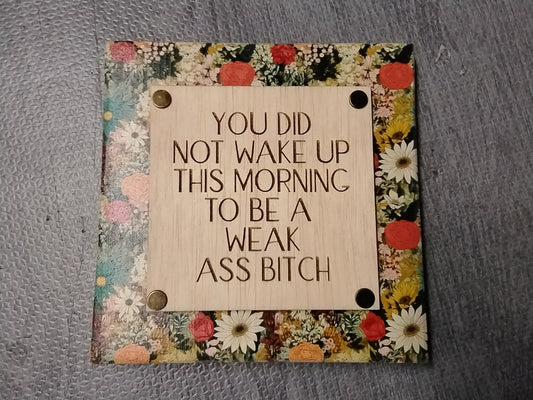 YOU DID
NOT WAKE UP
THIS MORNING
TO BE A
WEAK
ASS BITCH